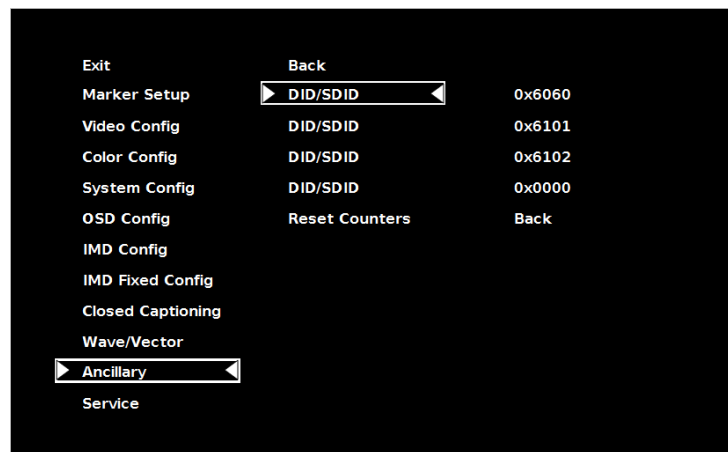 Exit Back
Marker Setup DID/SDID 0x6060
Video Config DID/SDID 0x6101
Color Config DID/SDID 0x6102
System Config DID/SDID 0x0000
OSD Config Reset Counters Back
IMD Config
IMD Fixed Config
Closed Captioning
Wave/Vector
Ancillary
Service